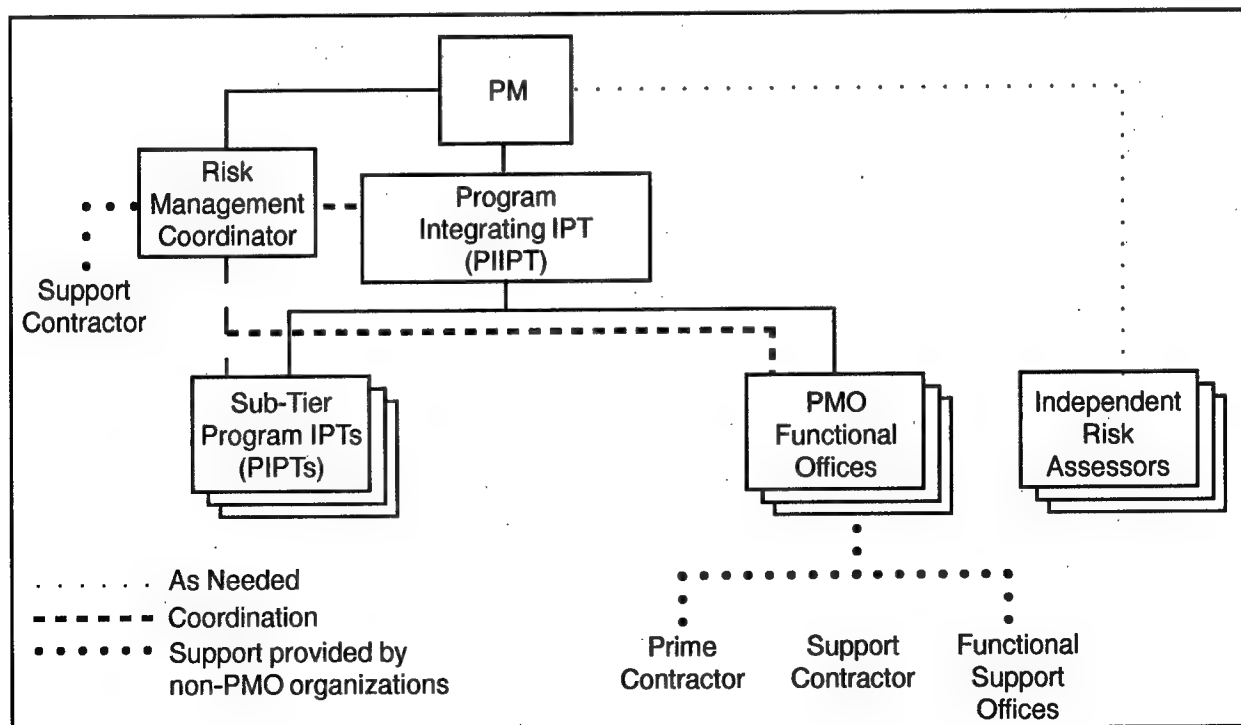 PM
Risk
Management
Coordinator
Program
Integrating IPT
(PIIPT)
Support
Contractor
Sub-Tier
Program IPTs
(PIPTs)
PMO
Functional
Offices
Independent
Risk
Assessors
As Needed
Coordination
Support provided by
non-PMO organizations
Prime
Contractor
Support
Contractor
Functional
Support
Offices